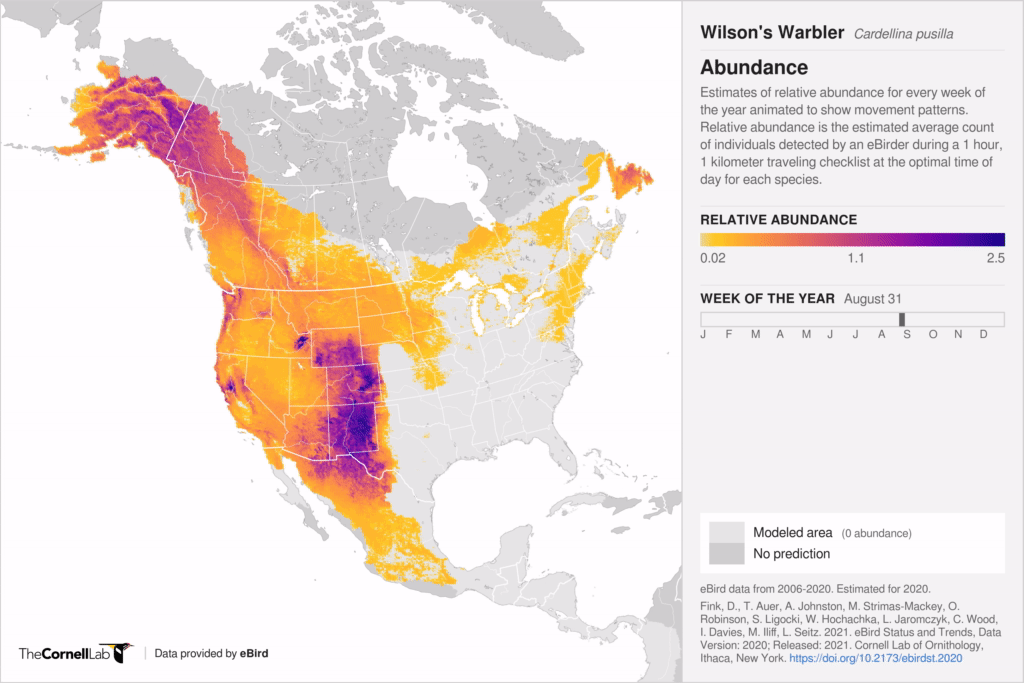 Wilson's Warbler Cardellina pusilla
Abundance
Estimates of relative abundance for every week of
the year animated to show movement patterns.
Relative abundance is the estimated average count
of individuals detected by an eBirder during a 1 hour,
1 kilometer traveling checklist at the optimal time of
day for each species.
RELATIVE ABUNDANCE
0.02 1.1 2.5
WEEK OF THE YEAR August 31
J F M A M J J A S O N D
Modeled area (0 abundance)
No prediction
eBird data from 2006-2020. Estimated for 2020.
Fink, D., T. Auer, A. Johnston, M. Strimas-Mackey, O.
Robinson, S. Ligocki, W. Hochachka, L. Jaromczyk, C. Wood,
I. Davies, M. Iliff, L. Seitz. 2021. eBird Status and Trends, Data
Version: 2020; Released: 2021. Cornell Lab of Ornithology,
Ithaca, New York. https://doi.org/10.2173/ebirdst.2020
TheCornellLab Data provided by eBird